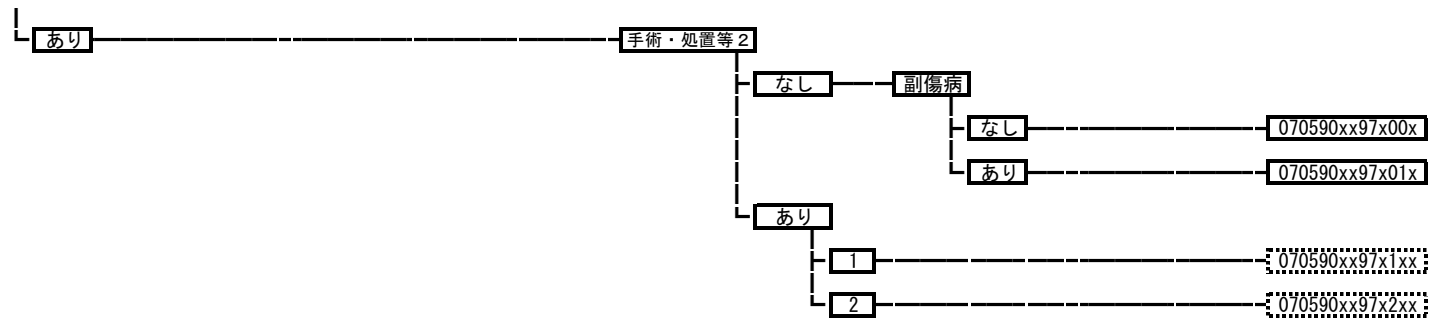 あり 手術・処置等２
なし 副傷病
なし 070590xx97x00x
あり 070590xx97x01x
あり
1 070590xx97x1xx
2 070590xx97x2xx